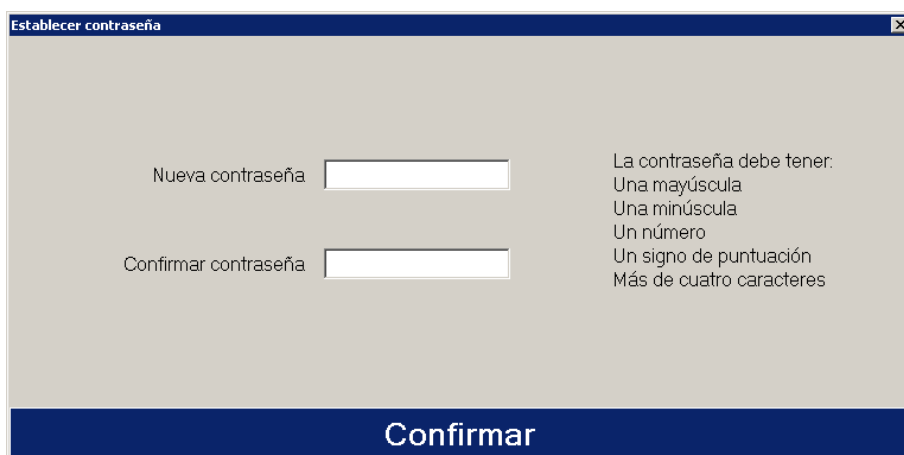 Establecer contraseña
Nueva contraseña
Confirmar contraseña
La contraseña debe tener:
Una mayúscula
Una minúscula
Un número
Un signo de puntuación
Más de cuatro caracteres
Confirmar